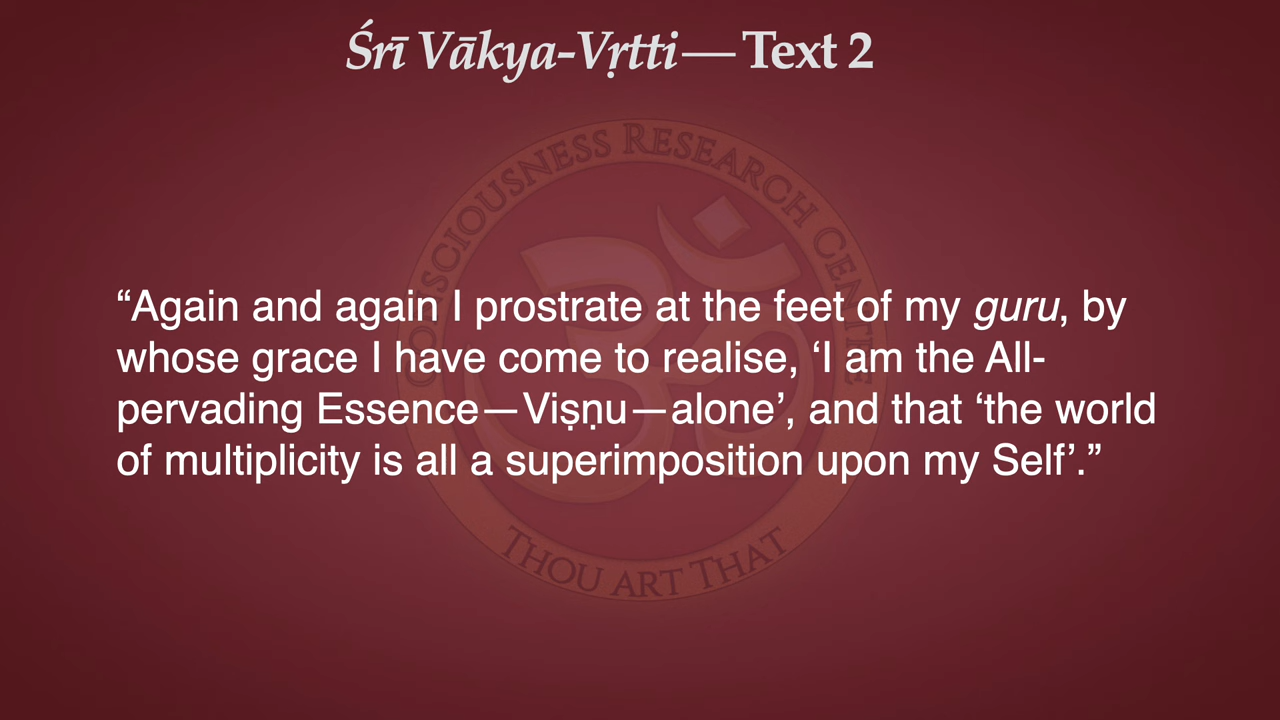 Śrī Vākya-Vṛtti—Text 2
CONSCIOUSNESS RESEARCH CENTRE
“Again and again I prostrate at the feet of my guru, by
whose grace I have come to realise, ‘I am the All-
pervading Essence—Viṣṇu—alone’, and that ‘the world
of multiplicity is all a superimposition upon my Self’.”
ॐ
THOU ART THAT